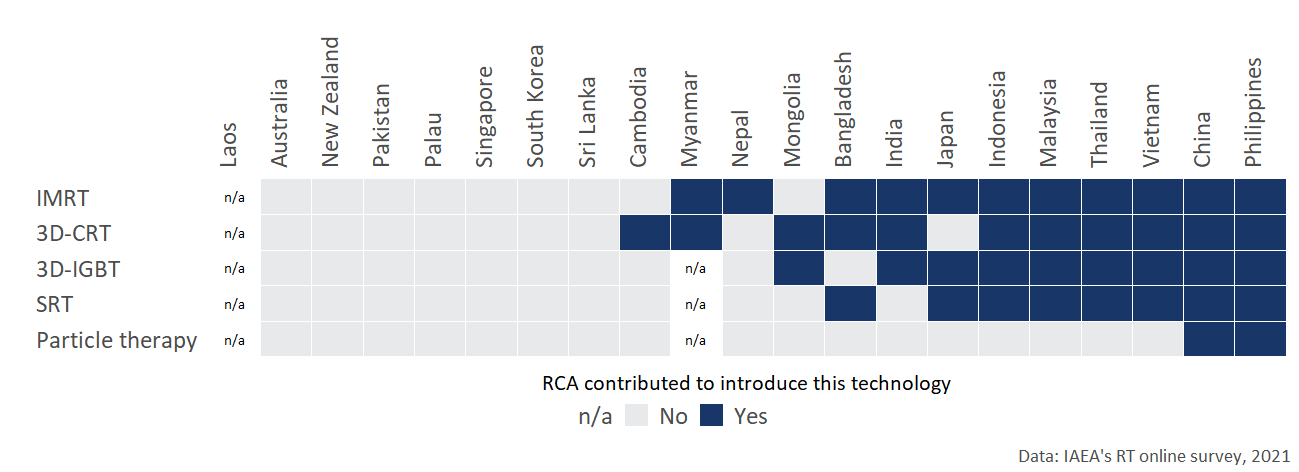 Laos
Australia
New Zealand
Pakistan
Palau
Singapore
South Korea
Sri Lanka
Cambodia
Myanmar
Nepal
Mongolia
Bangladesh
India
Japan
Indonesia
Malaysia
Thailand
Vietnam
China
Philippines
IMRT n/a
3D-CRT n/a
3D-IGBT n/a n/a
SRT n/a n/a
Particle therapy n/a n/a
RCA contributed to introduce this technology
n/a No Yes
Data: IAEA's RT online survey, 2021